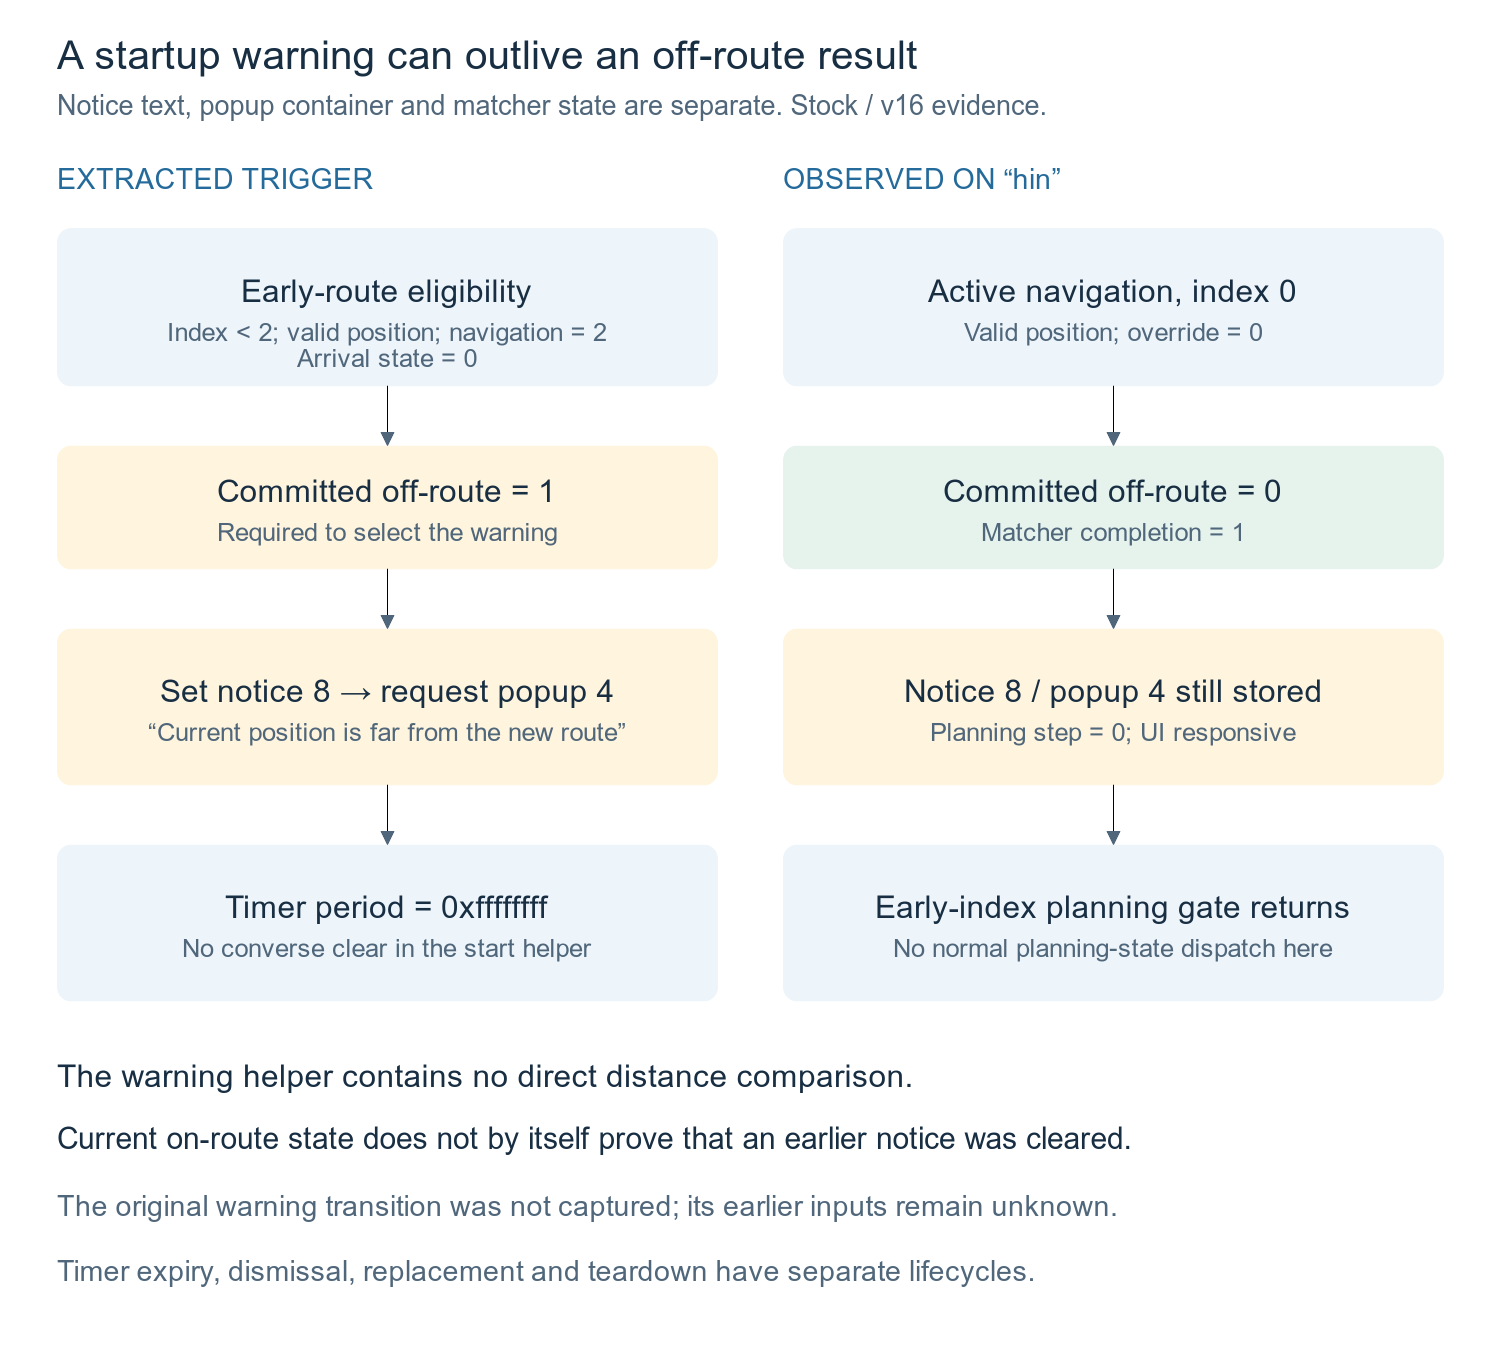 A startup warning can outlive an off-route result
Notice text, popup container and matcher state are separate. Stock / v16 evidence.
EXTRACTED TRIGGER
Early-route eligibility
Index < 2; valid position; navigation = 2
Arrival state = 0
Committed off-route = 1
Required to select the warning
Set notice 8 → request popup 4
“Current position is far from the new route”
Timer period = 0xffffffff
No converse clear in the start helper
OBSERVED ON “hin”
Active navigation, index 0
Valid position; override = 0
Committed off-route = 0
Matcher completion = 1
Notice 8 / popup 4 still stored
Planning step = 0; UI responsive
Early-index planning gate returns
No normal planning-state dispatch here
The warning helper contains no direct distance comparison.
Current on-route state does not by itself prove that an earlier notice was cleared.
The original warning transition was not captured; its earlier inputs remain unknown.
Timer expiry, dismissal, replacement and teardown have separate lifecycles.